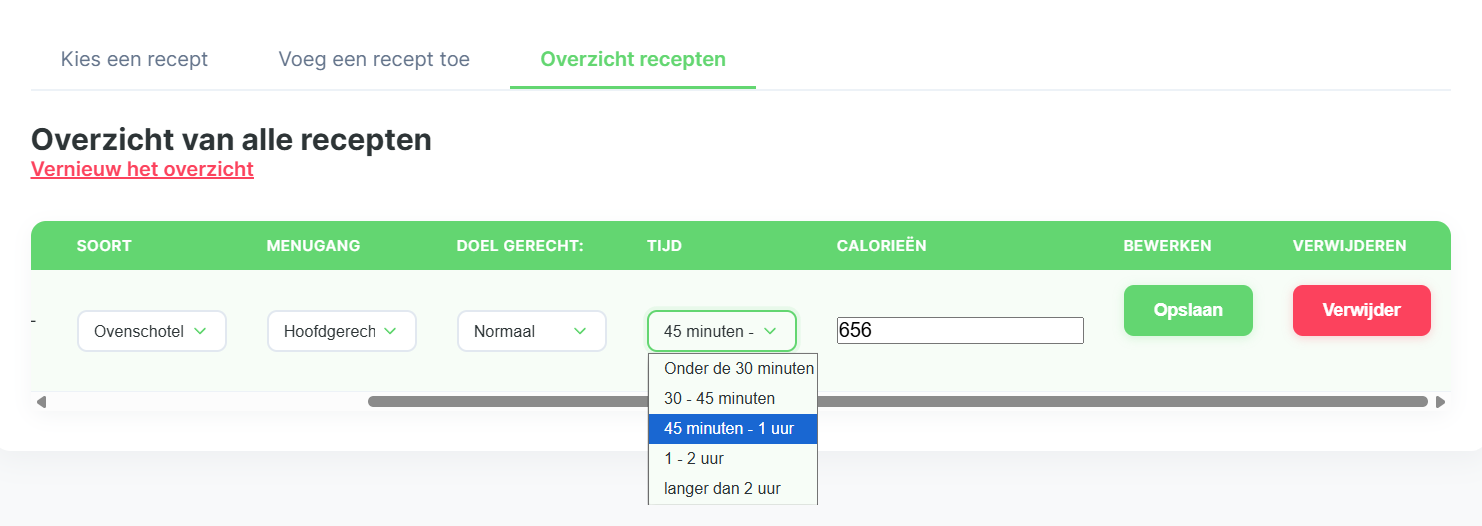 Kies een recept Voeg een recept toe Overzicht recepten
Overzicht van alle recepten
Vernieuw het overzicht
SOORT MENUGANG DOEL GERECHT: TIJD CALORIEËN BEWERKEN VERWIJDEREN
- Ovenschotel Hoofdgerech Normaal 45 minuten - 656 Opslaan Verwijder
Onder de 30 minuten
30 - 45 minuten
45 minuten - 1 uur
1 - 2 uur
langer dan 2 uur